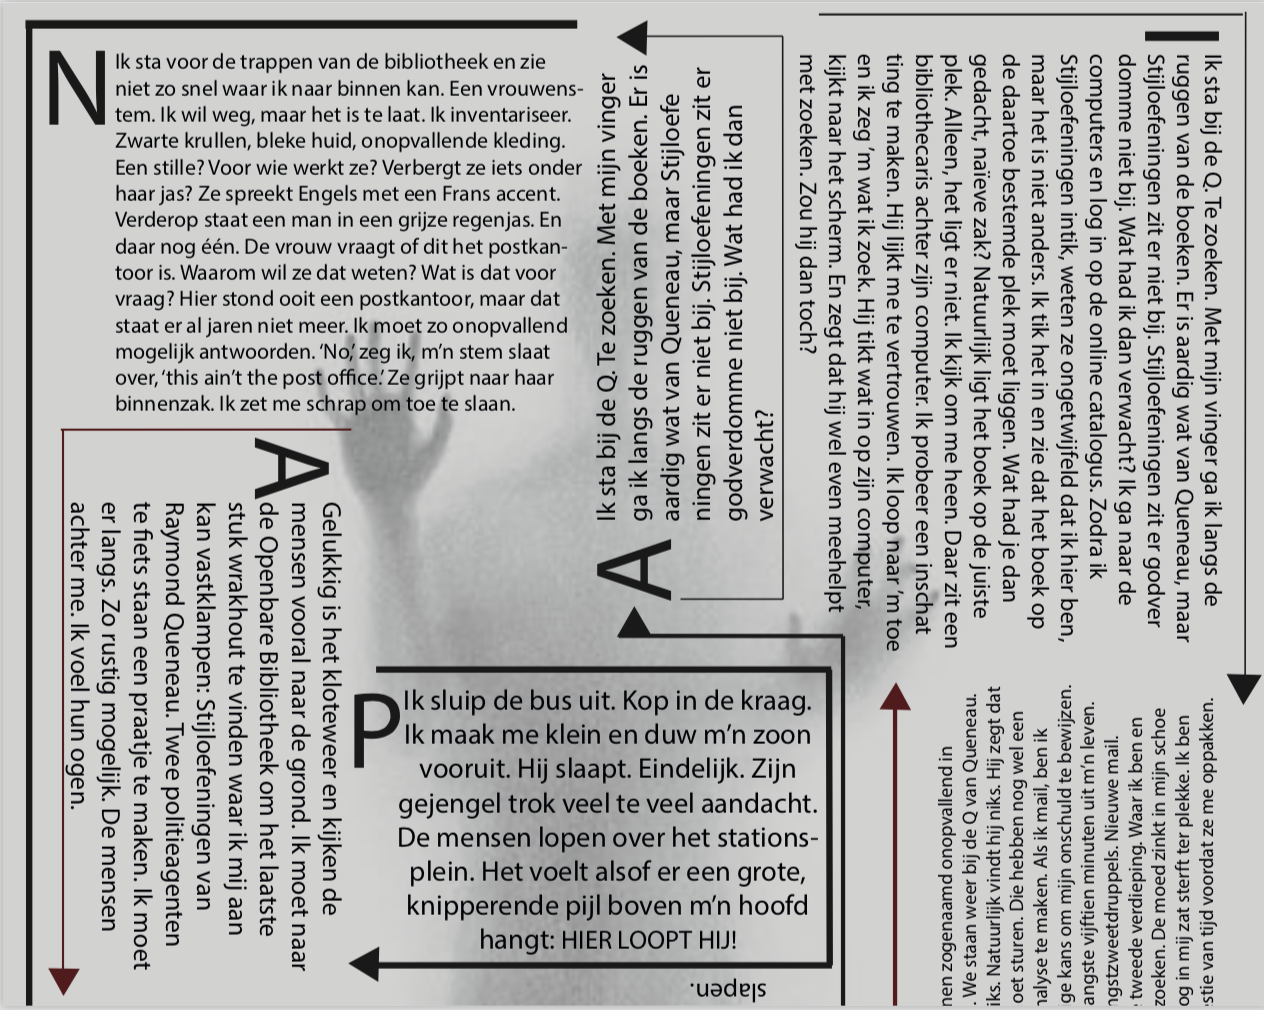 N
Ik sta voor de trappen van de bibliotheek en zie
niet zo snel waar ik naar binnen kan. Een vrouwens-
tem. Ik wil weg, maar het is te laat. Ik inventariseer.
Zwarte krullen, bleke huid, onopvallende kleding.
Een stille? Voor wie werkt ze? Verbergt ze iets onder
haar jas? Ze spreekt Engels met een Frans accent.
Verderop staat een man in een grijze regenjas. En
daar nog één. De vrouw vraagt of dit het postkan-
toor is. Waarom wil ze dat weten? Wat is dat voor
vraag? Hier stond ooit een postkantoor, maar dat
staat er al jaren niet meer. Ik moet zo onopvallend
mogelijk antwoorden. ‘No,’ zeg ik, m’n stem slaat
over, ‘this ain’t the post office.’ Ze grijpt naar haar
binnenzak. Ik zet me schrap om toe te slaan.
A
Gelukkig is het kloteweer en kijken de
mensen vooral naar de grond. Ik moet naar
de Openbare Bibliotheek om het laatste
stuk wrakhout te vinden waar ik mij aan
kan vastklampen: Stijloefeningen van
Raymond Queneau. Twee politieagenten
te fiets staan een praatje te maken. Ik moet
er langs. Zo rustig mogelijk. De mensen
achter me. Ik voel hun ogen.
P
Ik sluip de bus uit. Kop in de kraag.
Ik maak me klein en duw m’n zoon
vooruit. Hij slaapt. Eindelijk. Zijn
gejengel trok veel te veel aandacht.
De mensen lopen over het stations-
plein. Het voelt alsof er een grote,
knipperende pijl boven m’n hoofd
hangt: HIER LOOPT HIJ!
slapen.
A
Ik sta bij de Q. Te zoeken. Met mijn vinger
ga ik langs de ruggen van de boeken. Er is
aardig wat van Queneau, maar Stijloefe
ningen zit er niet bij. Stijloefeningen zit er
godverdomme niet bij. Wat had ik dan
verwacht?
I
Ik sta bij de Q. Te zoeken. Met mijn vinger ga ik langs de
ruggen van de boeken. Er is aardig wat van Queneau, maar
Stijloefeningen zit er niet bij. Stijloefeningen zit er godver
domme niet bij. Wat had ik dan verwacht? Ik ga naar de
computers en log in op de online catalogus. Zodra ik
Stijloefeningen intik, weten ze ongetwijfeld dat ik hier ben,
maar het is niet anders. Ik tik het in en zie dat het boek op
de daartoe bestemde plek moet liggen. Wat had je dan
gedacht, naïeve zak? Natuurlijk ligt het boek op de juiste
plek. Alleen, het ligt er niet. Ik kijk om me heen. Daar zit een
bibliothecaris achter zijn computer. Ik probeer een inschat
ting te maken. Hij lijkt me te vertrouwen. Ik loop naar ’m toe
en ik zeg ’m wat ik zoek. Hij tikt wat in op zijn computer,
kijkt naar het scherm. En zegt dat hij wel even meehelpt
met zoeken. Zou hij dan toch?
nen zogenaamd onopvallend in
. We staan weer bij de Q van Queneau.
iks. Natuurlijk vindt hij niks. Hij zegt dat
oet sturen. Die hebben nog wel een
nalyse te maken. Als ik mail, ben ik
ge kans om mijn onschuld te bewijzen.
angste vijftien minuten uit m’n leven.
ngstzweetdruppels. Nieuwe mail.
tweede verdieping. Waar ik ben en
zoeken. De moed zinkt in mijn schoe
og in mij zat sterft ter plekke. Ik ben
stie van tijd voordat ze me oppakken.